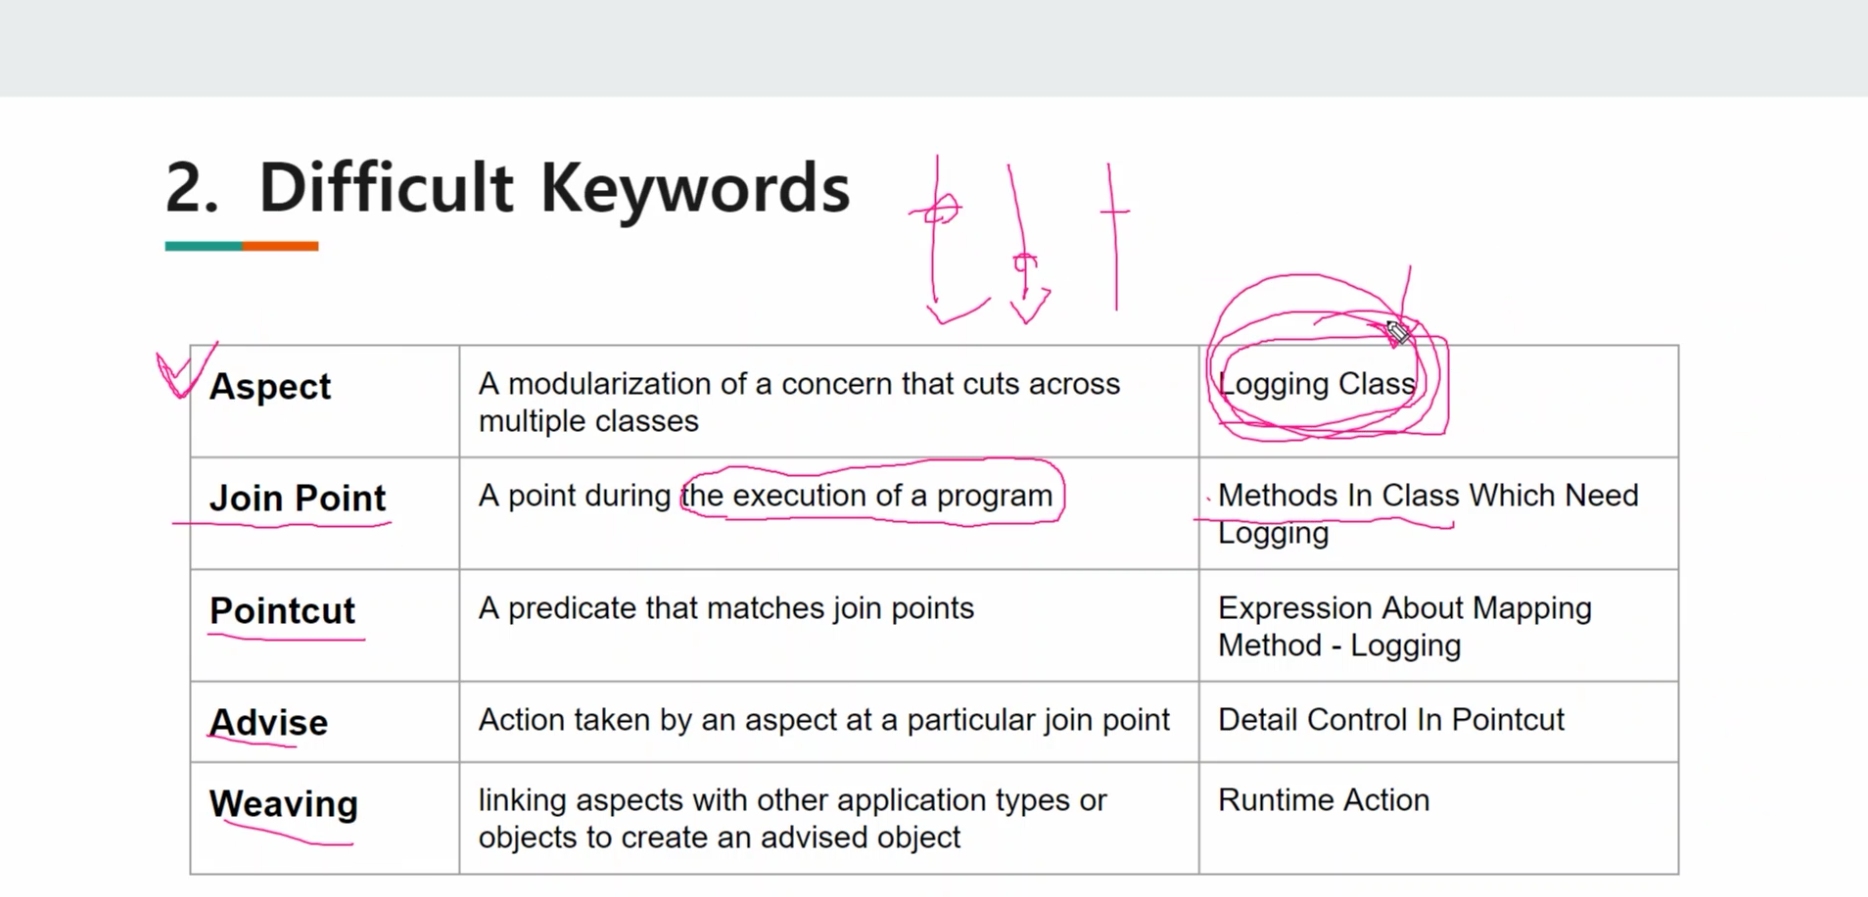 2. Difficult Keywords
Aspect
A modularization of a concern that cuts across
multiple classes
Logging Class
Join Point
A point during the execution of a program
Methods In Class Which Need
Logging
Pointcut
A predicate that matches join points
Expression About Mapping
Method - Logging
Advise
Action taken by an aspect at a particular join point
Detail Control In Pointcut
Weaving
linking aspects with other application types or
objects to create an advised object
Runtime Action